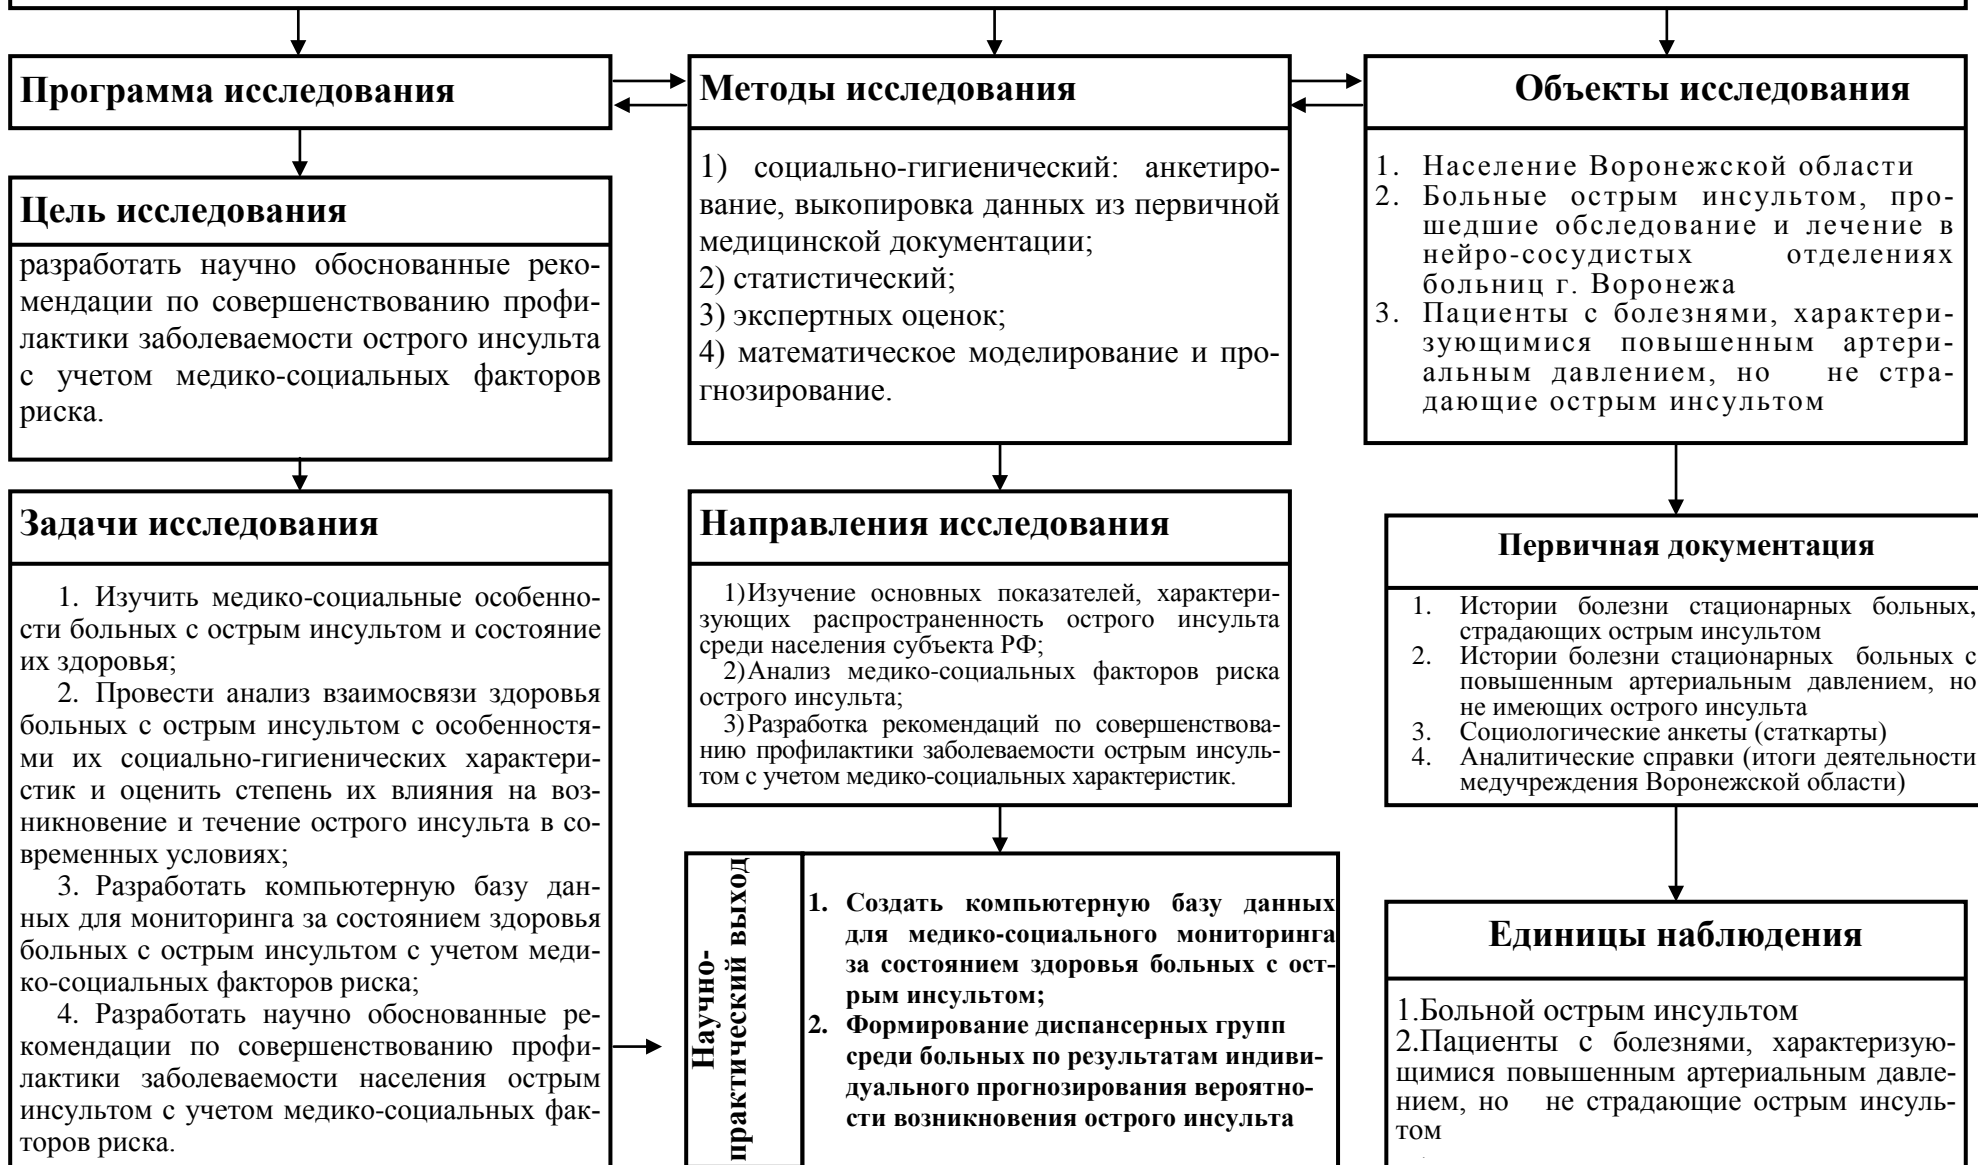 Программа исследования
Цель исследования
разработать научно обоснованные реко-
мендации по совершенствованию профи-
лактики заболеваемости острого инсульта
с учетом медико-социальных факторов
риска.
Задачи исследования
1. Изучить медико-социальные особенно-
сти больных с острым инсультом и состояние
их здоровья;
2. Провести анализ взаимосвязи здоровья
больных с острым инсультом с особенностя-
ми их социально-гигиенических характери-
стик и оценить степень их влияния на воз-
никновение и течение острого инсульта в со-
временных условиях;
3. Разработать компьютерную базу дан-
ных для мониторинга за состоянием здоровья
больных с острым инсультом с учетом меди-
ко-социальных факторов риска;
4. Разработать научно обоснованные ре-
комендации по совершенствованию профи-
лактики заболеваемости населения острым
инсультом с учетом медико-социальных фак-
торов риска.
Методы исследования
1) социально-гигиенический: анкетиро-
вание, выкопировка данных из первичной
медицинской документации;
2) статистический;
3) экспертных оценок;
4) математическое моделирование и про-
гнозирование.
Направления исследования
1)Изучение основных показателей, характери-
зующих распространенность острого инсульта
среди населения субъекта РФ;
2)Анализ медико-социальных факторов риска
острого инсульта;
3)Разработка рекомендаций по совершенствова-
нию профилактики заболеваемости острым инсуль-
том с учетом медико-социальных характеристик.
Научно-
практический выход
1. Создать компьютерную базу данных
для медико-социального мониторинга
за состоянием здоровья больных с ост-
рым инсультом;
2. Формирование диспансерных групп
среди больных по результатам индиви-
дуального прогнозирования вероятно-
сти возникновения острого инсульта
Объекты исследования
1. Население Воронежской области
2. Больные острым инсультом, про-
шедшие обследование и лечение в
нейро-сосудистых отделениях
больниц г. Воронежа
3. Пациенты с болезнями, характери-
зующимися повышенным артери-
альным давлением, но не стра-
дающие острым инсультом
Первичная документация
1. Истории болезни стационарных больных,
страдающих острым инсультом
2. Истории болезни стационарных больных с
повышенным артериальным давлением, но
не имеющих острого инсульта
3. Социологические анкеты (статкарты)
4. Аналитические справки (итоги деятельности
медучреждения Воронежской области)
Единицы наблюдения
1.Больной острым инсультом
2.Пациенты с болезнями, характеризую-
щимися повышенным артериальным давле-
нием, но не страдающие острым инсуль-
том